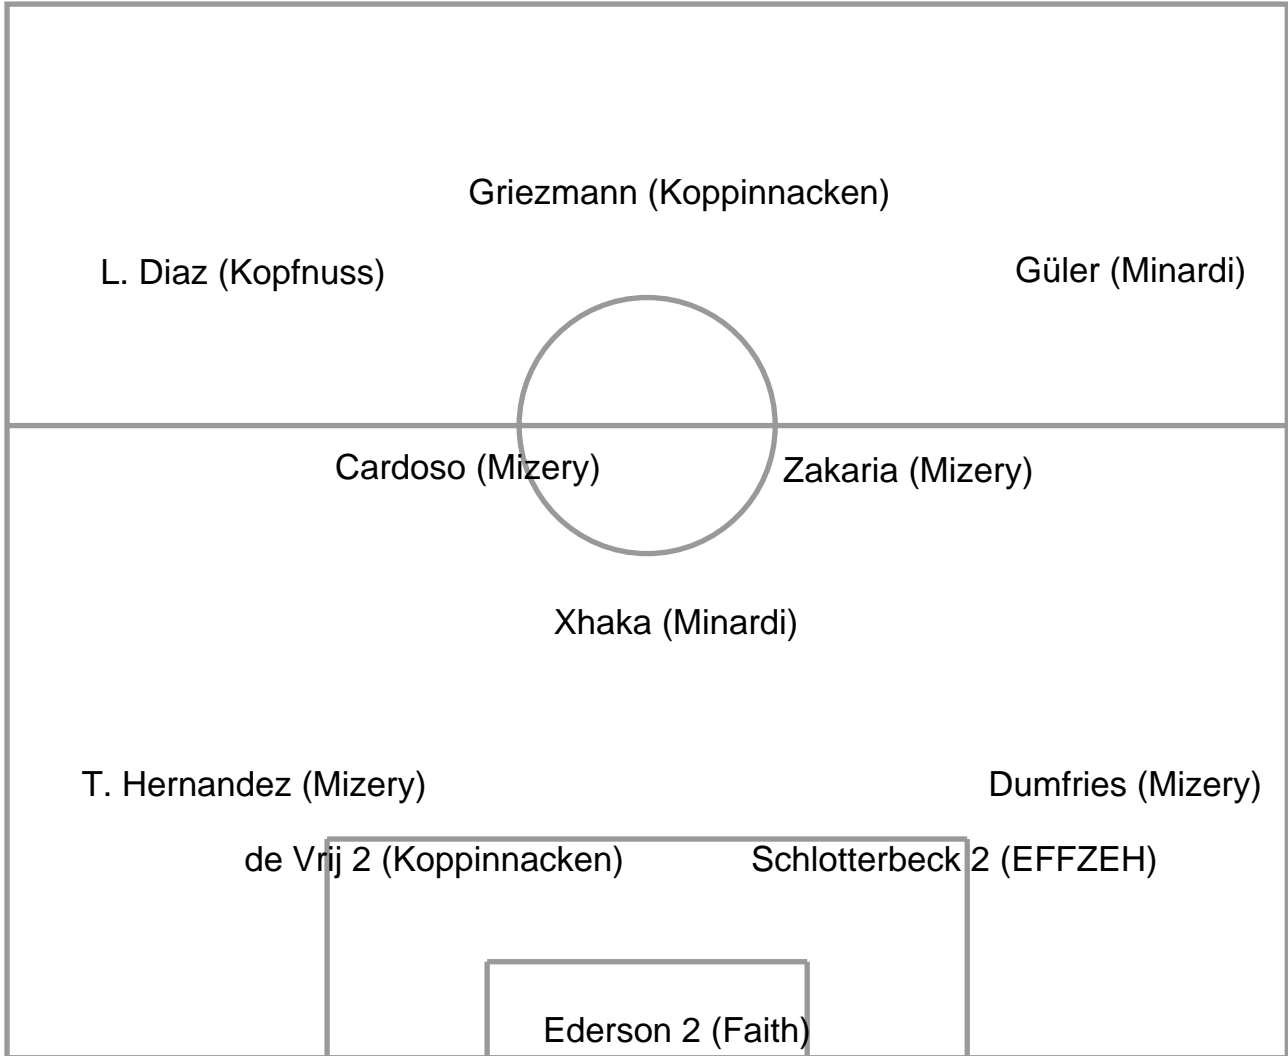 Griezmann (Koppinnacken)
L. Diaz (Kopfnuss)
Güler (Minardi)
Cardoso (Mizery)
Zakaria (Mizery)
Xhaka (Minardi)
T. Hernandez (Mizery)
Dumfries (Mizery)
de Vrij 2 (Koppinnacken)
Schlotterbeck 2 (EFFZEH)
Ederson 2 (Faith)